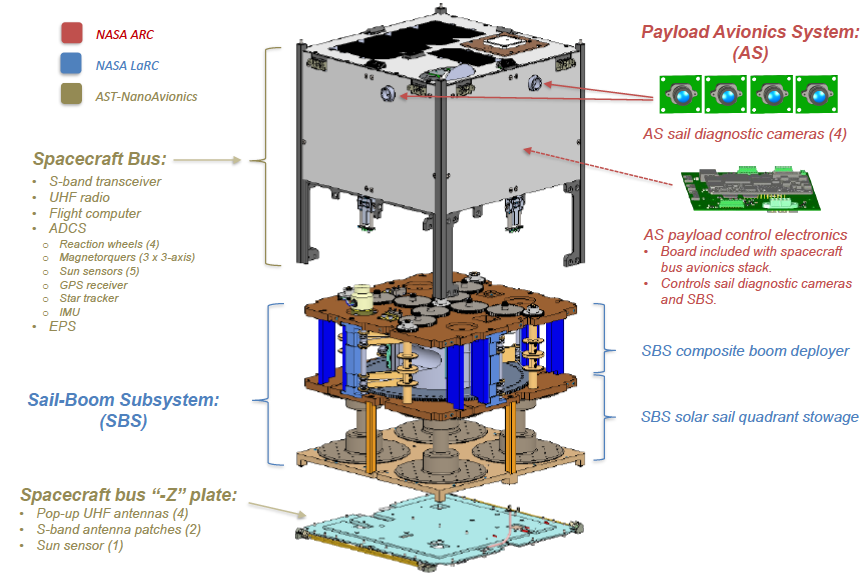 NASA ARC
NASA LaRC
AST-NanoAvionics
Payload Avionics System:
(AS)
AS sail diagnostic cameras (4)
Spacecraft Bus:
• S-band transceiver
• UHF radio
• Flight computer
• ADCS
o Reaction wheels (4)
o Magnetorquers (3 x 3-axis)
o Sun sensors (5)
o GPS receiver
o Star tracker
o IMU
• EPS
AS payload control electronics
• Board included with spacecraft
bus avionics stack.
• Controls sail diagnostic cameras
and SBS.
SBS composite boom deployer
Sail-Boom Subsystem:
(SBS)
SBS solar sail quadrant stowage
Spacecraft bus “-Z” plate:
• Pop-up UHF antennas (4)
• S-band antenna patches (2)
• Sun sensor (1)